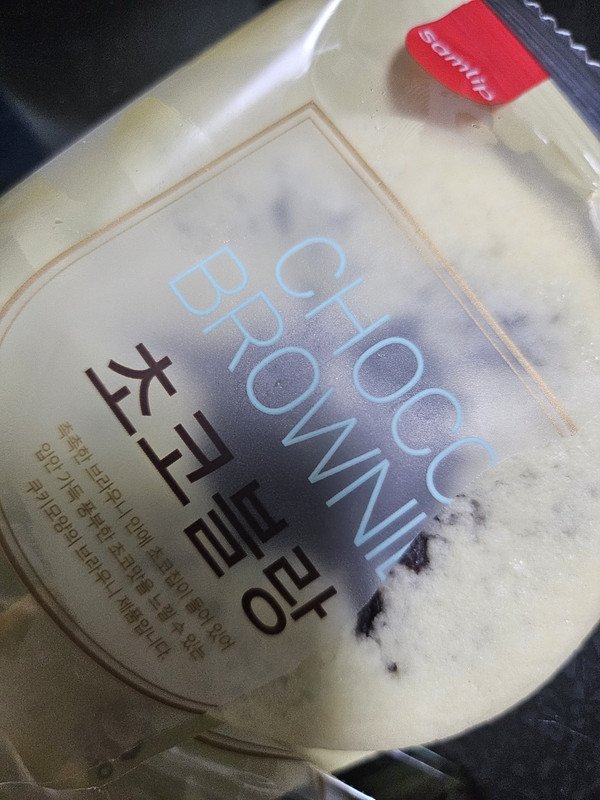 samlip
CHOCO
BROWNIE
초코블랑
촉촉한 브라우니 안에 초코칩이 들어 있어
입안 가득 풍부한 초코맛을 느낄 수 있는
쿠키모양의 브라우니 제품입니다.